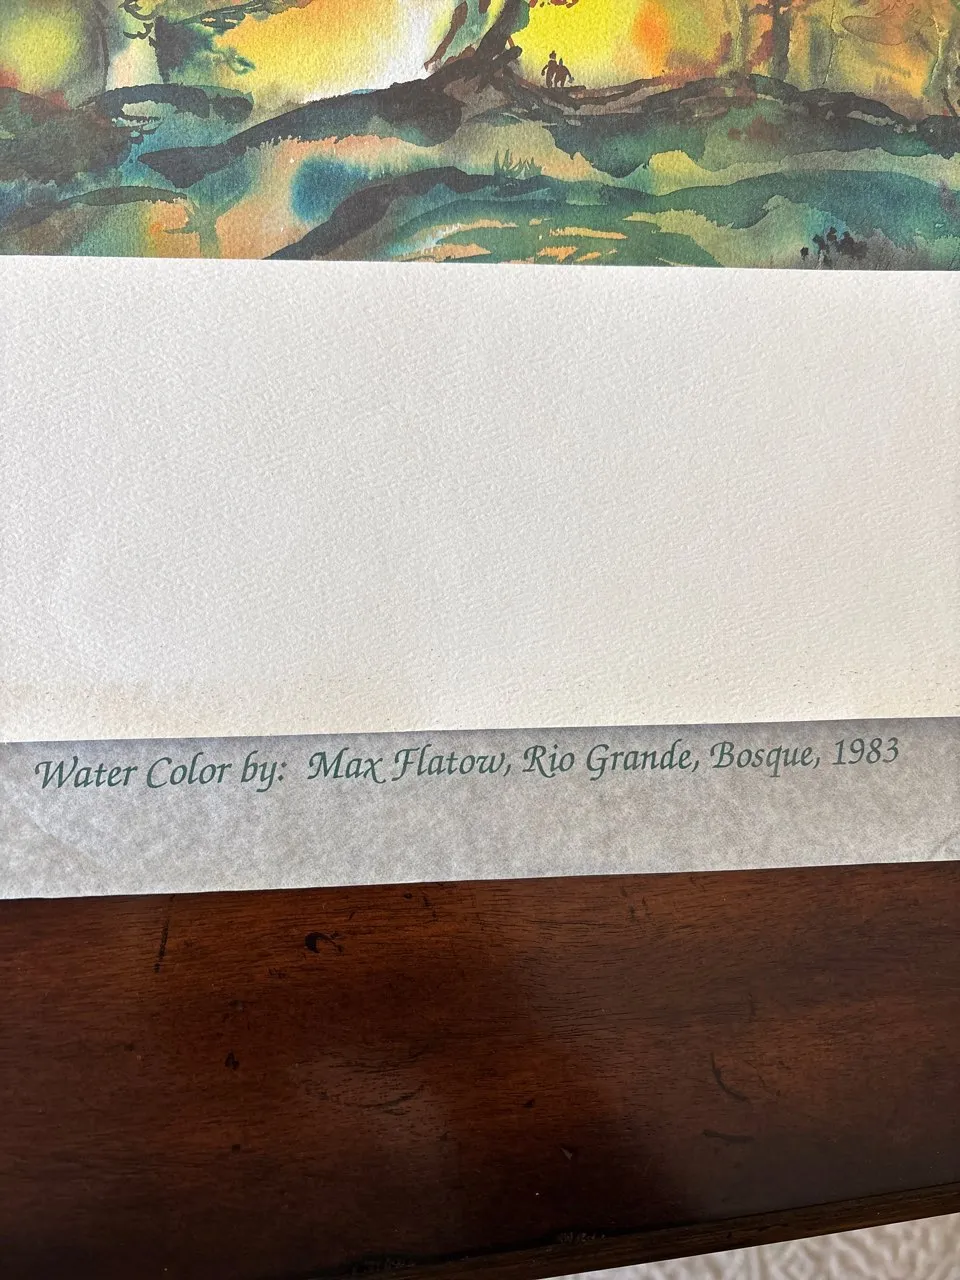 Water Color by: Max Flatow, Rio Grande, Bosque, 1983